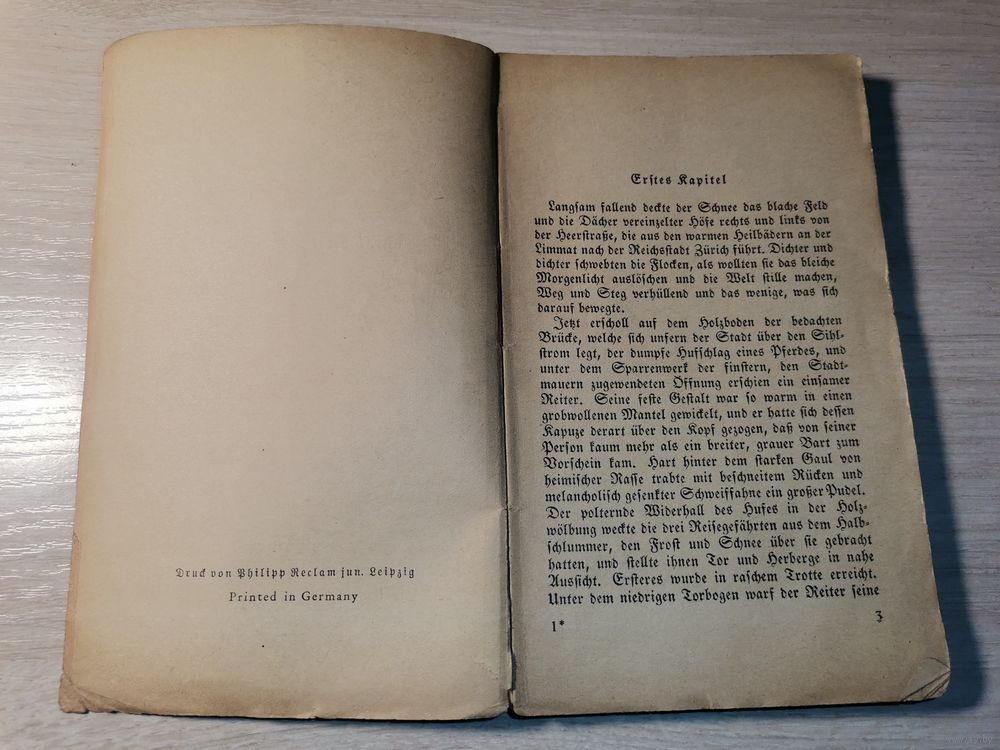 Druck von Philipp Reclam jun. Leipzig
Printed in Germany
Erstes Kapitel
Langsam fallend deckte der Schnee das blache Feld
und die Dächer vereinzelter Höfe rechts und links von
der Heerstraße, die aus den warmen Heilbädern an der
Limmat nach der Reichsstadt Zürich führt. Dichter und
dichter schwebten die Flocken, als wollten sie das bleiche
Morgenlicht auslöschen und die Welt stille machen,
Weg und Steg verhüllend und das wenige, was sich
darauf bewegte.
Jetzt erscholl auf dem Holzboden der bedachten
Brücke, welche sich unfern der Stadt über den Sihl-
strom legt, der dumpfe Hufschlag eines Pferdes, und
unter dem Sparrenwerk der finstern, den Stadt-
mauern zugewendeten Öffnung erschien ein einsamer
Reiter. Seine feste Gestalt war so warm in einen
grobwollenen Mantel gewickelt, und er hatte sich dessen
Kapuze derart über den Kopf gezogen, daß von seiner
Person kaum mehr als ein breiter, grauer Bart zum
Vorschein kam. Hart hinter dem starken Gaul von
heimischer Rasse trabte mit beschneitem Rücken und
melancholisch gesenkter Schweiffahne ein großer Pudel.
Der polternde Widerhall des Hufes in der Holz-
wölbung weckte die drei Reisegefährten aus dem Halb-
schlummer, den Frost und Schnee über sie gebracht
hatten, und stellte ihnen Tor und Herberge in nahe
Aussicht. Ersteres wurde in raschem Trotte erreicht.
Unter dem niedrigen Torbogen warf der Reiter seine
1* 3